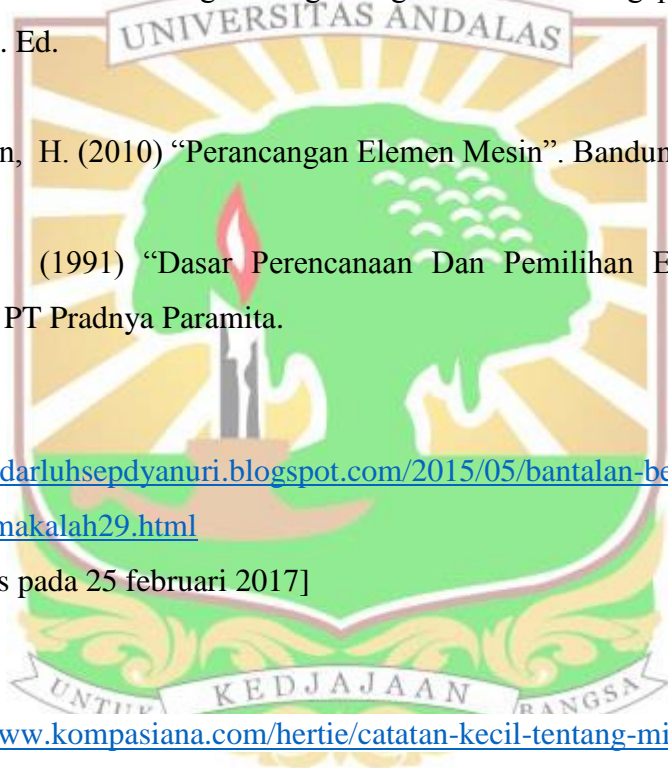 UNIVERSITAS ANDALAS
. Ed.
n, H. (2010) “Perancangan Elemen Mesin”. Bandun
(1991) “Dasar Perencanaan Dan Pemilihan E
PT Pradnya Paramita.
darluhsepdyanuri.blogspot.com/2015/05/bantalan-be
makalah29.html
s pada 25 februari 2017]
UNTUK KEDJAJAAN BANGSA
ww.kompasiana.com/hertie/catatan-kecil-tentang-mi